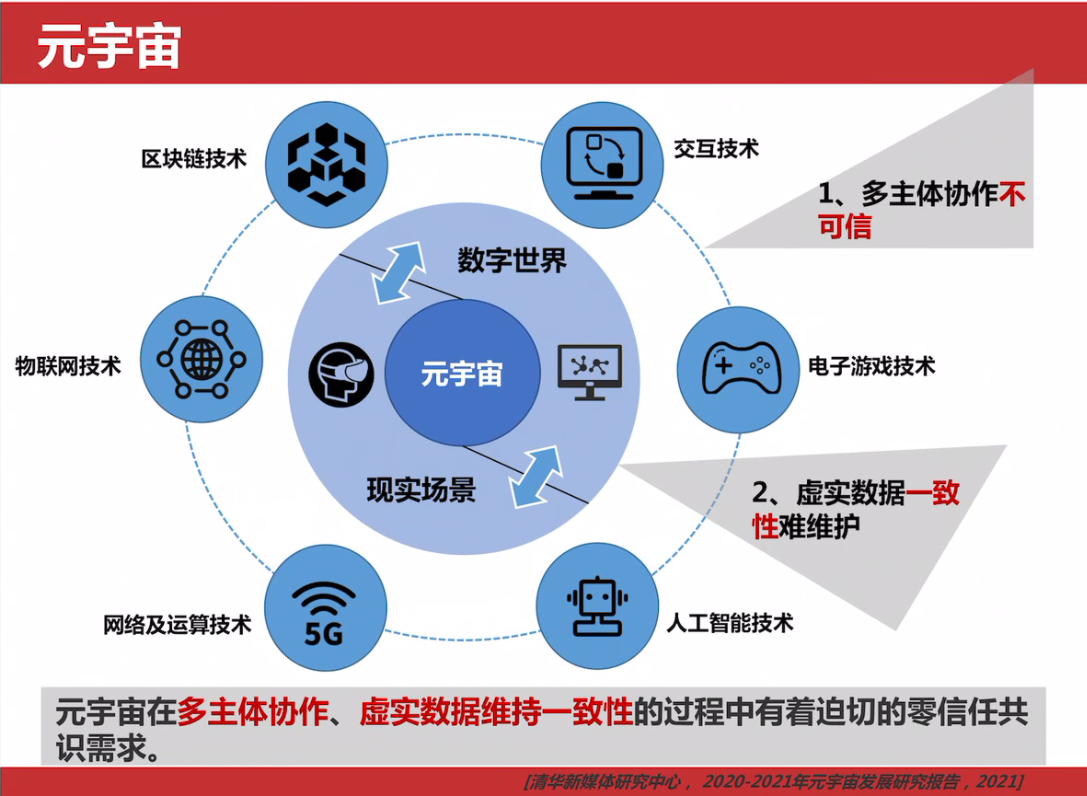 元宇宙
区块链技术
交互技术
1、多主体协作不
可信
数字世界
物联网技术
元宇宙
电子游戏技术
现实场景
2、虚实数据一致
性难维护
网络及运算技术
5G
人工智能技术
元宇宙在多主体协作、虚实数据维持一致性的过程中有着迫切的零信任共
识需求。
[清华新媒体研究中心，2020-2021年元宇宙发展研究报告，2021]